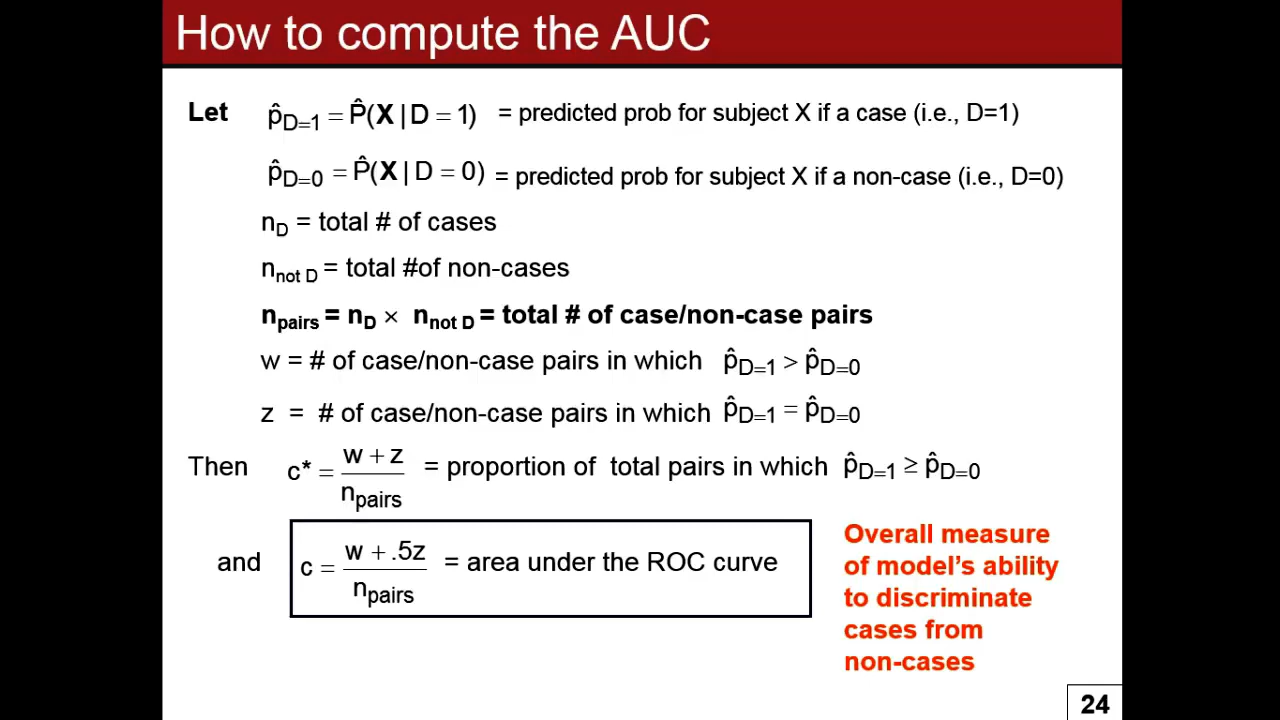 How to compute the AUC
Let p̂D=1 = P̂(X | D = 1) = predicted prob for subject X if a case (i.e., D=1)
p̂D=0 = P̂(X | D = 0) = predicted prob for subject X if a non-case (i.e., D=0)
nD = total # of cases
nnot D = total #of non-cases
npairs = nD × nnot D = total # of case/non-case pairs
w = # of case/non-case pairs in which p̂D=1 > p̂D=0
z = # of case/non-case pairs in which p̂D=1 = p̂D=0
Then c* = w + z / npairs = proportion of total pairs in which p̂D=1 ≥ p̂D=0
and c = w + .5z / npairs = area under the ROC curve
Overall measure
of model's ability
to discriminate
cases from
non-cases
24